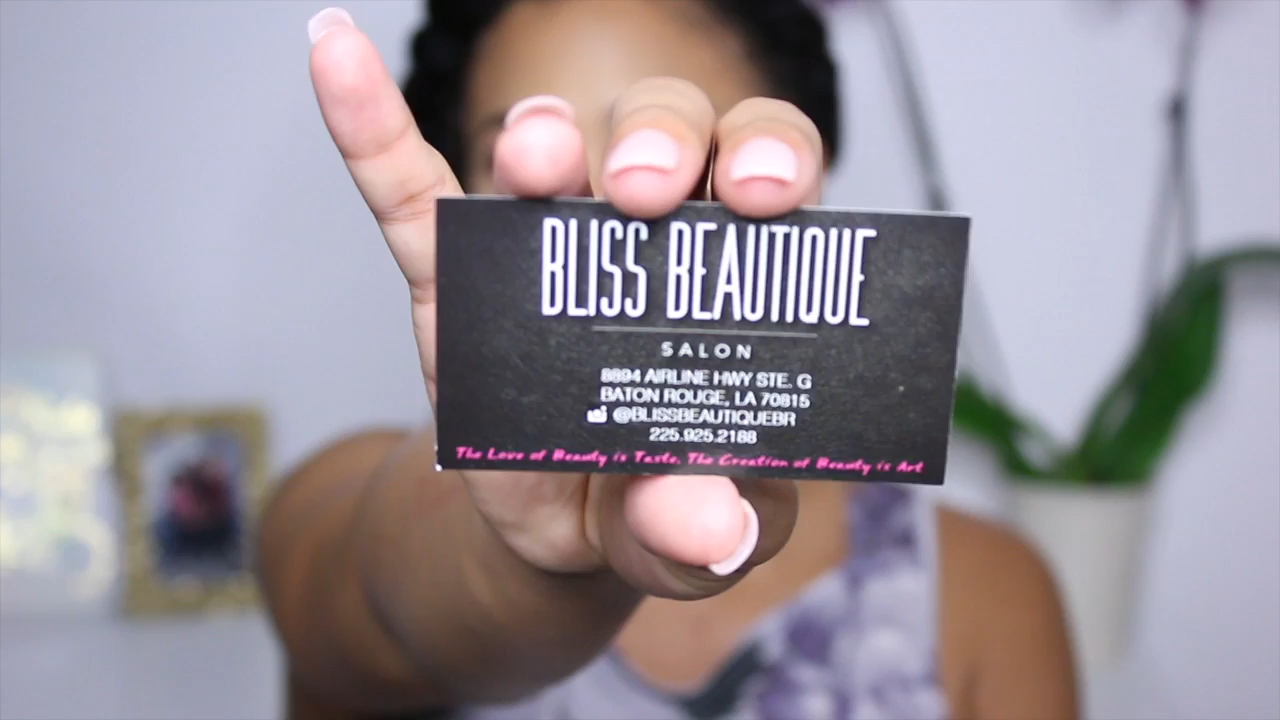 BLISS BEAUTIQUE
SALON
8894 AIRLINE HWY STE. G
BATON ROUGE, LA 70815
@BLISSBEAUTIQUEBR
225.925.2188
The Love of Beauty is Taste. The Creation of Beauty is Art